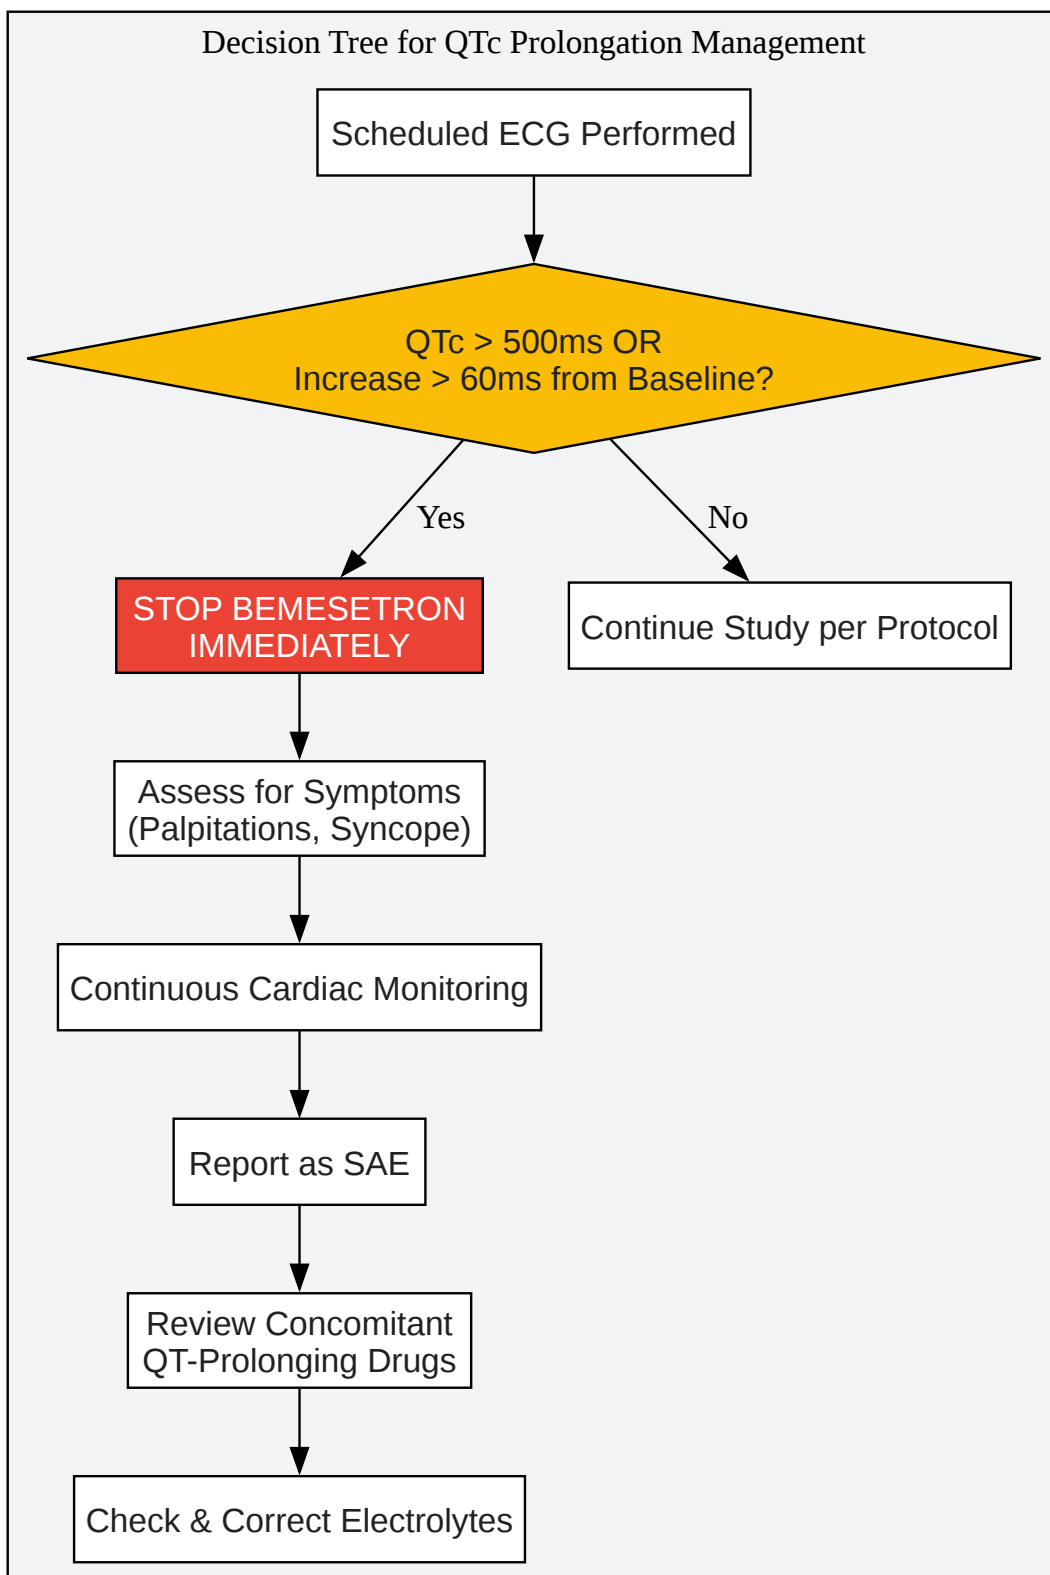 Decision Tree for QTc Prolongation Management
Scheduled ECG Performed
QTc > 500ms OR
Increase > 60ms from Baseline?
Yes
No
STOP BEMESETRON
IMMEDIATELY
Continue Study per Protocol
Assess for Symptoms
(Palpitations, Syncope)
Continuous Cardiac Monitoring
Report as SAE
Review Concomitant
QT-Prolonging Drugs
Check & Correct Electrolytes